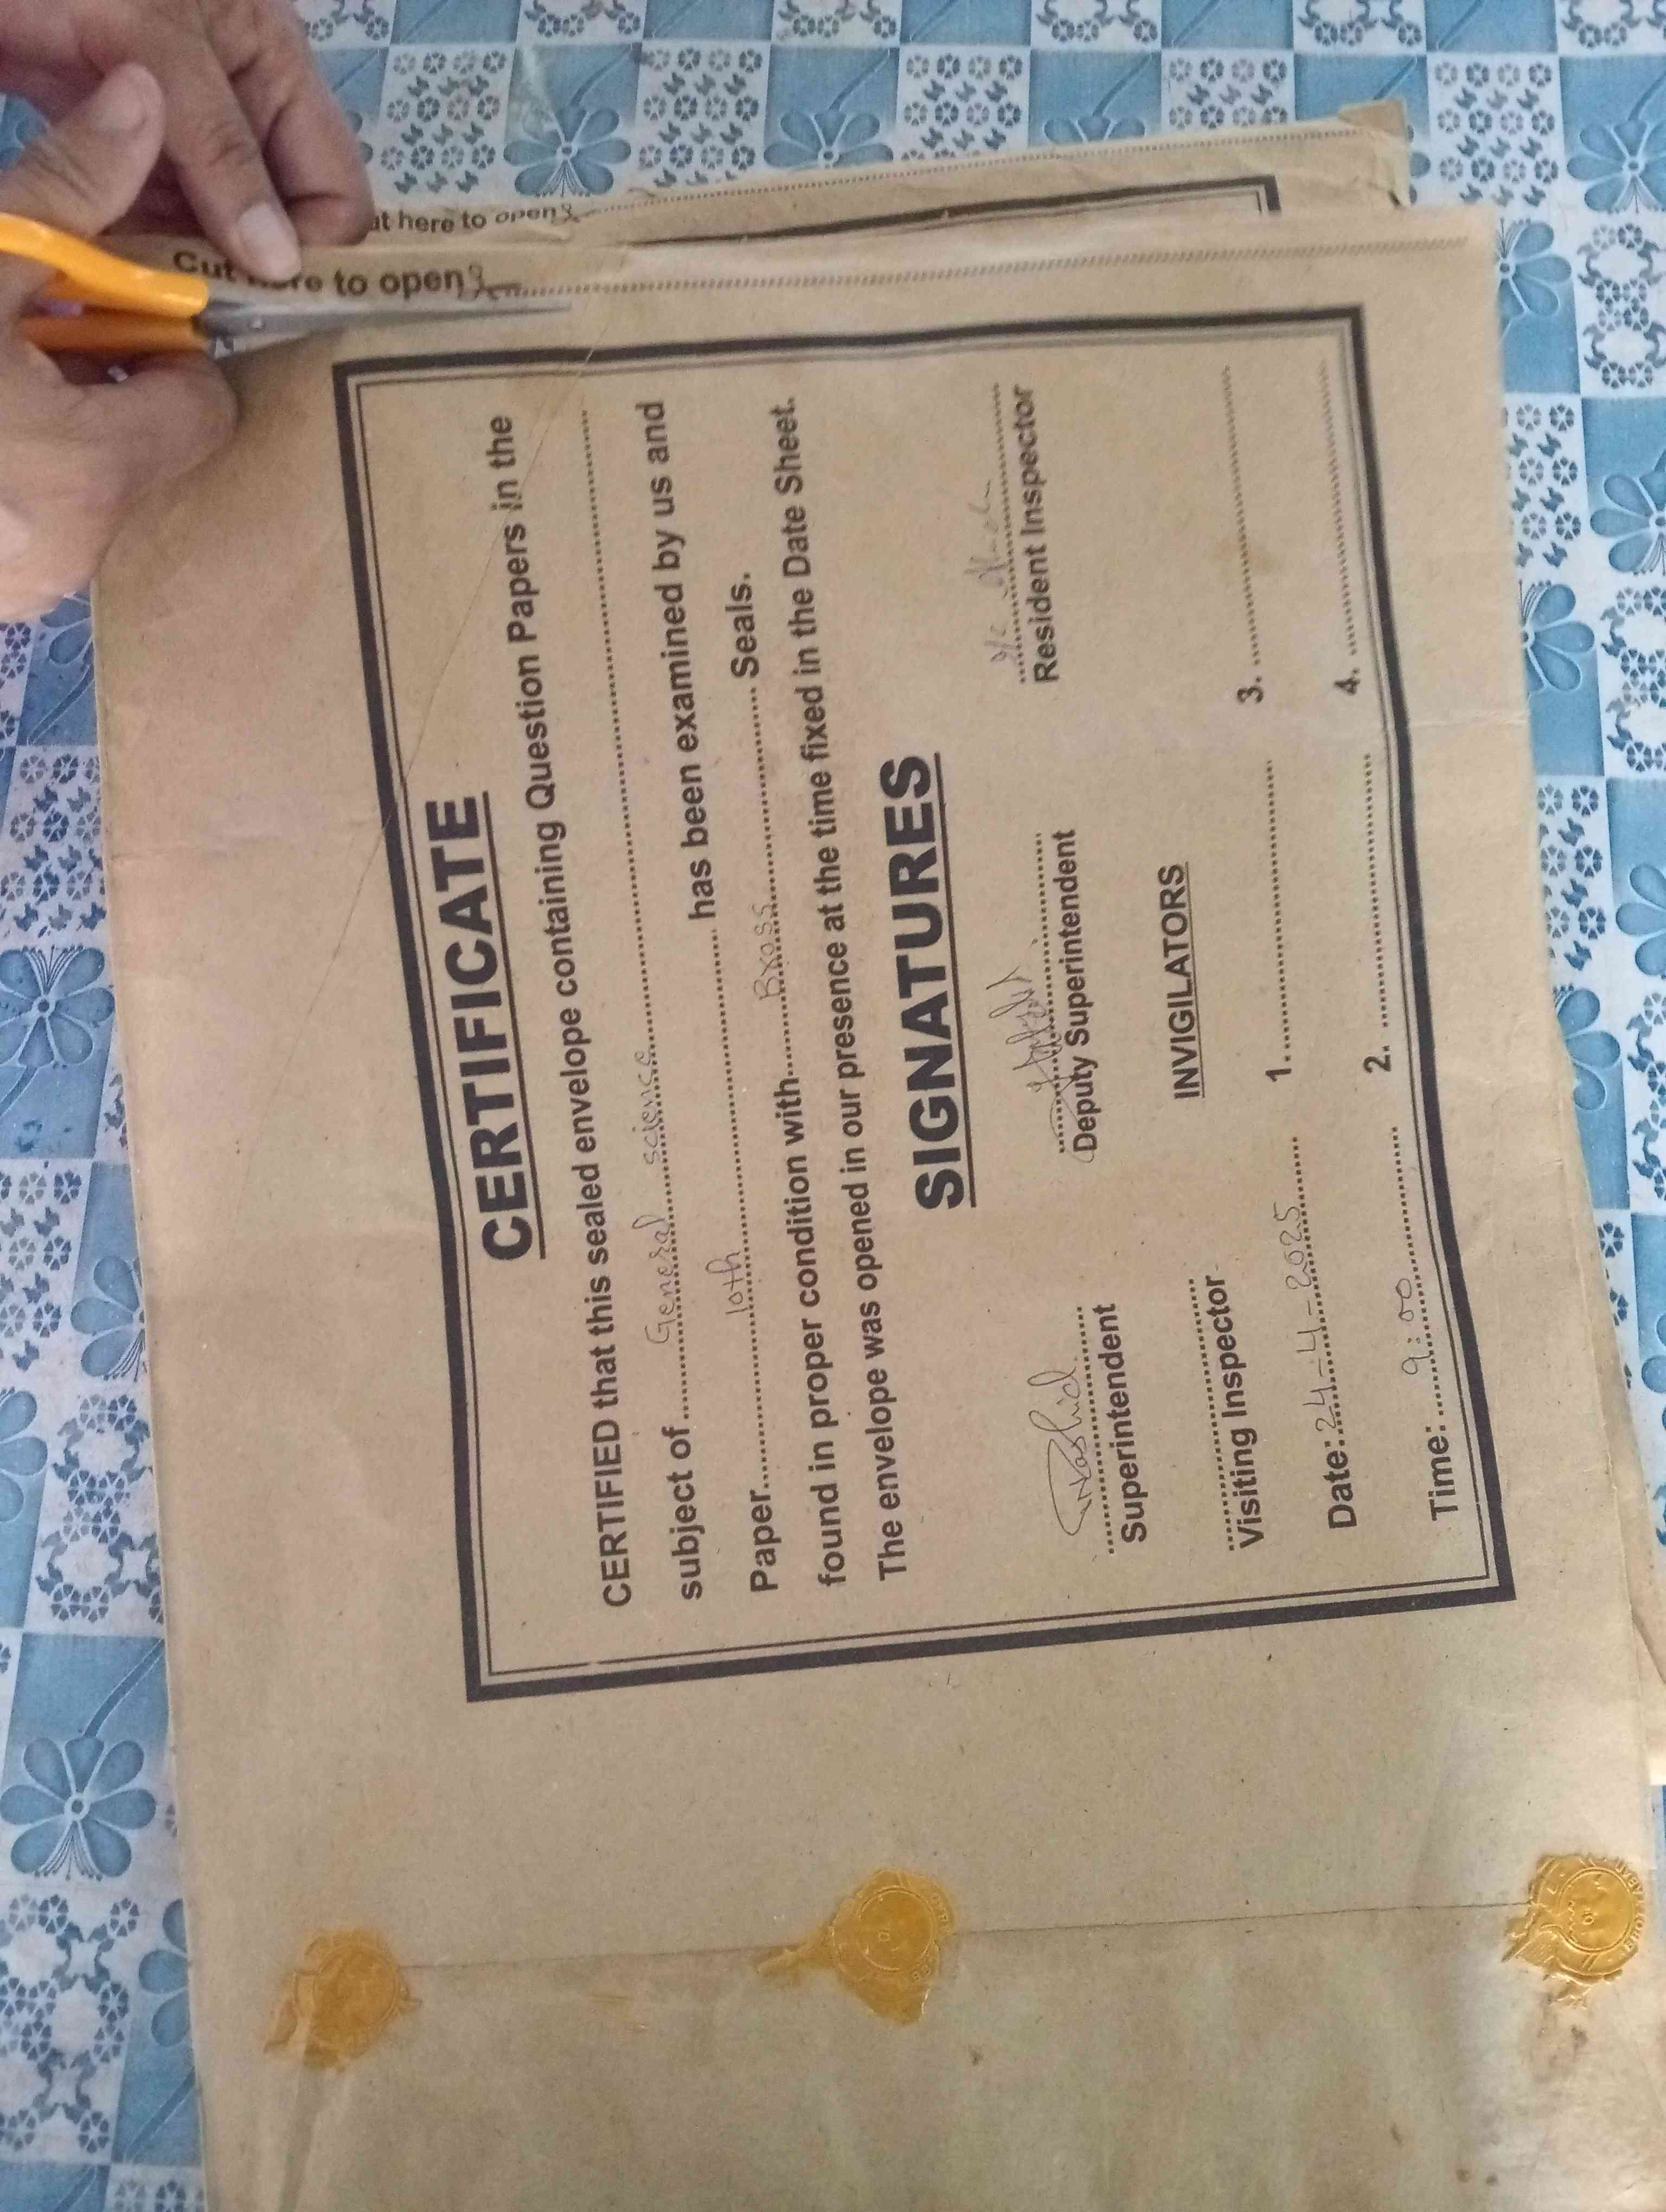 Cut here to open
Cut here to open
CERTIFICATE
CERTIFIED that this sealed envelope containing Question Papers in the
subject of General science
Paper 10th has been examined by us and
found in proper condition with Brass Seals.
The envelope was opened in our presence at the time fixed in the Date Sheet.
SIGNATURES
Rashid
Superintendent Deputy Superintendent Resident Inspector
Visiting Inspector INVIGILATORS
Date: 24-4-2025 1. 3.
Time: 9:00 2. 4.